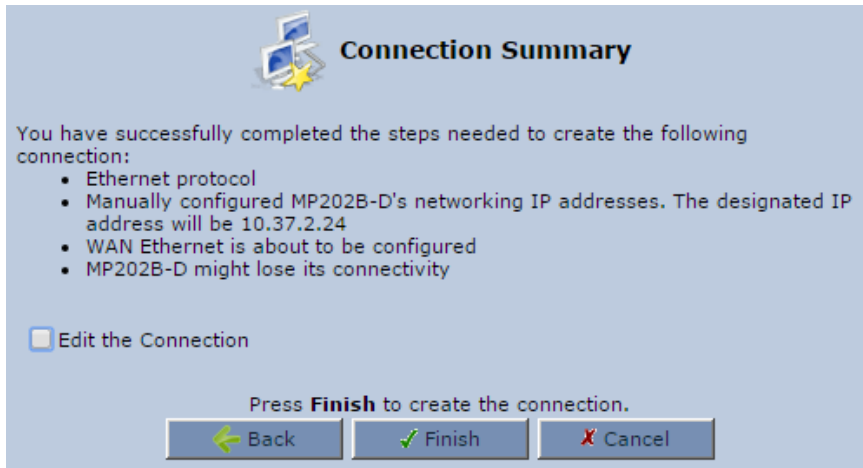 Connection Summary
You have successfully completed the steps needed to create the following
connection:
• Ethernet protocol
• Manually configured MP202B-D's networking IP addresses. The designated IP
address will be 10.37.2.24
• WAN Ethernet is about to be configured
• MP202B-D might lose its connectivity
Edit the Connection
Press Finish to create the connection.
Back
Finish
Cancel